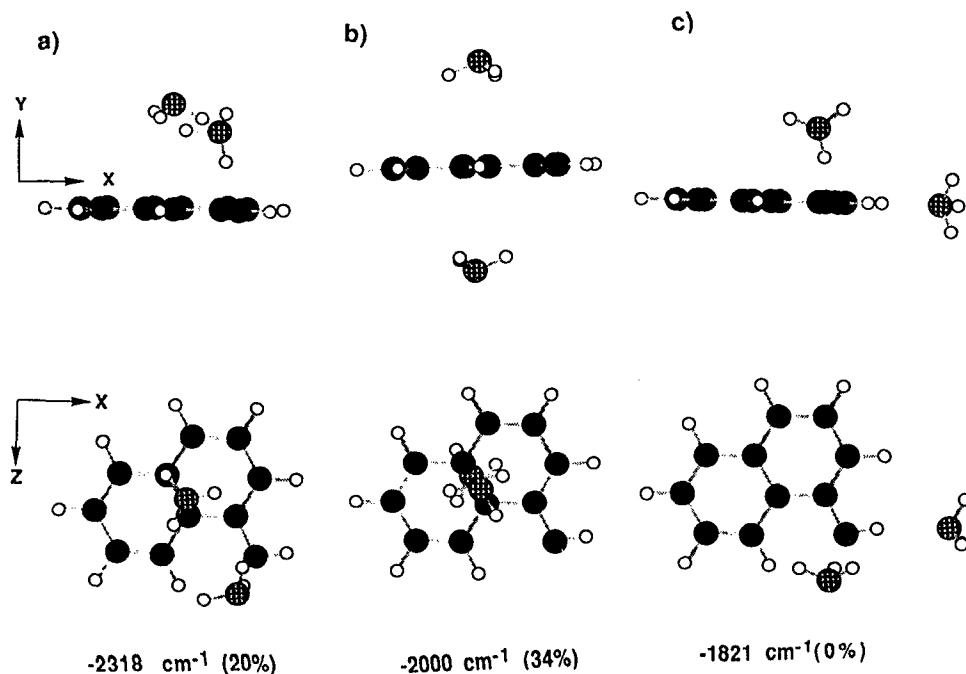 a)
b)
c)
Y
X
X
Z
-2318 cm-1 (20%)
-2000 cm-1 (34%)
-1821 cm-1 (0%)